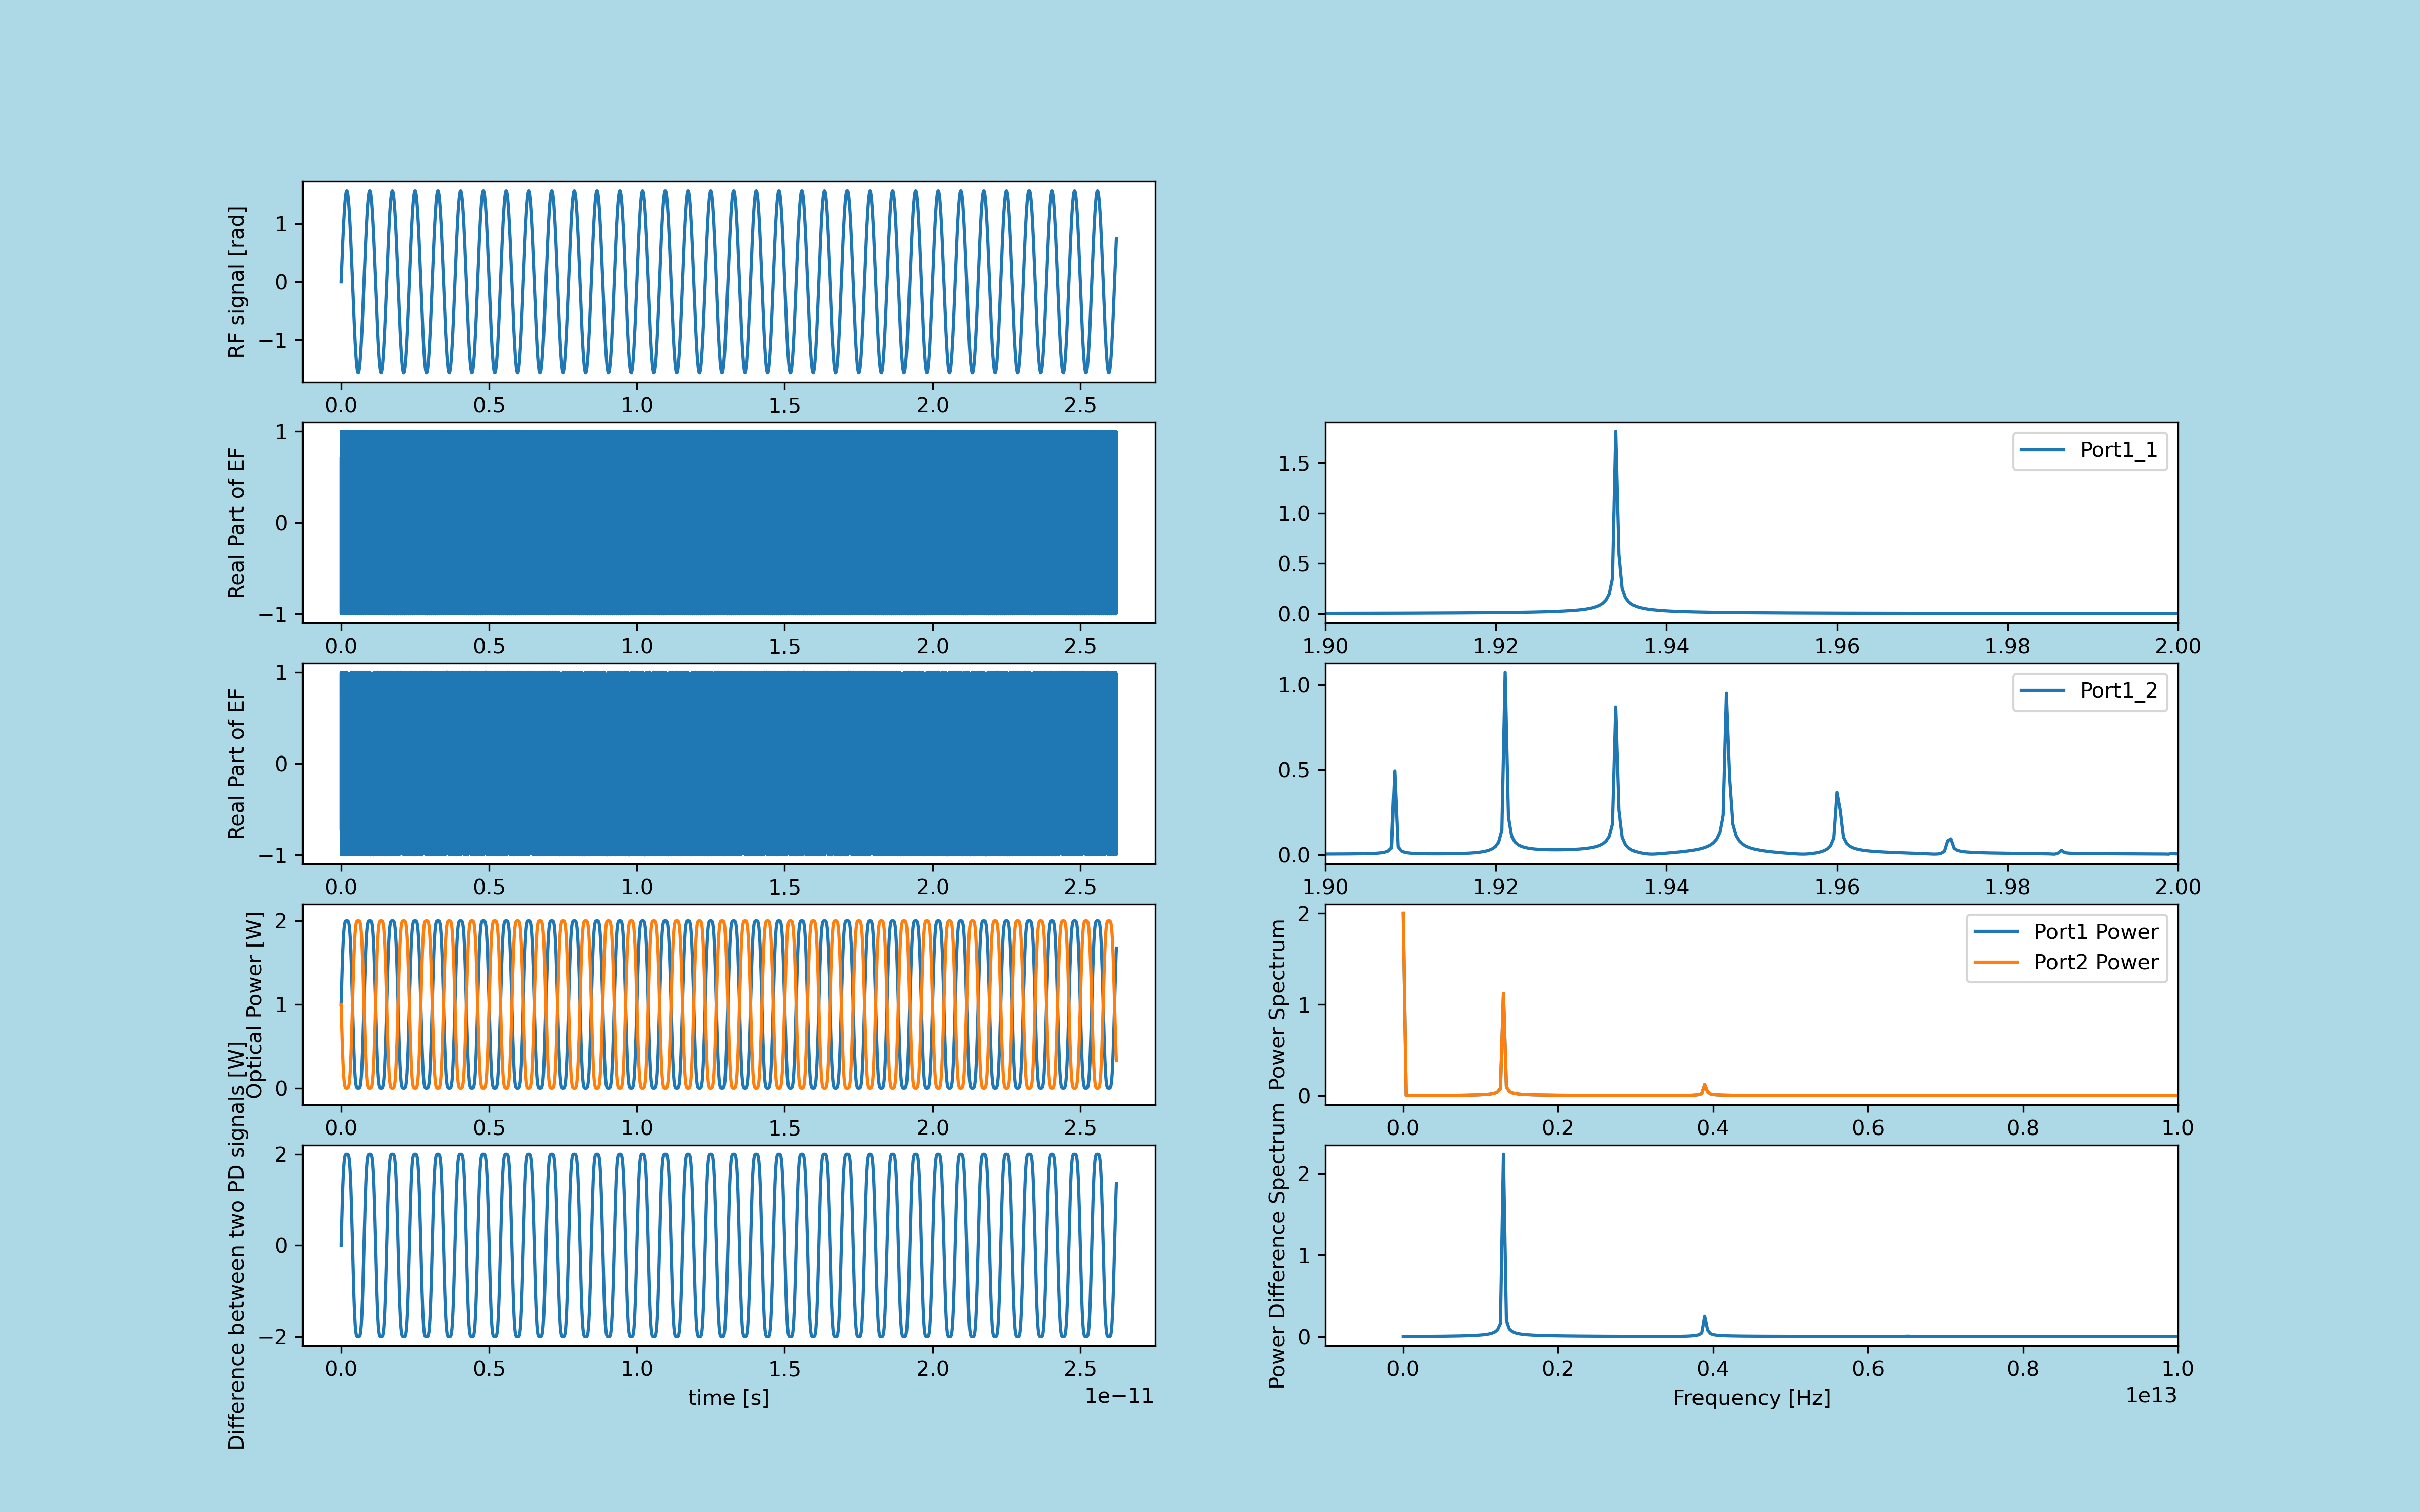 RF signal [rad]
1
0
−1
0.0 0.5 1.0 1.5 2.0 2.5
Real Part of EF
1
0
−1
0.0 0.5 1.0 1.5 2.0 2.5
Port1_1
1.5
1.0
0.5
0.0
1.90 1.92 1.94 1.96 1.98 2.00
Real Part of EF
1
0
−1
0.0 0.5 1.0 1.5 2.0 2.5
Port1_2
1.0
0.5
0.0
1.90 1.92 1.94 1.96 1.98 2.00
Optical Power [W]
2
1
0
0.0 0.5 1.0 1.5 2.0 2.5
Power Spectrum
Port1 Power
Port2 Power
2
1
0
0.0 0.2 0.4 0.6 0.8 1.0
Difference between two PD signals [W]
2
0
−2
0.0 0.5 1.0 1.5 2.0 2.5
time [s]
1e−11
Power Difference Spectrum
2
1
0
0.0 0.2 0.4 0.6 0.8 1.0
Frequency [Hz]
1e13